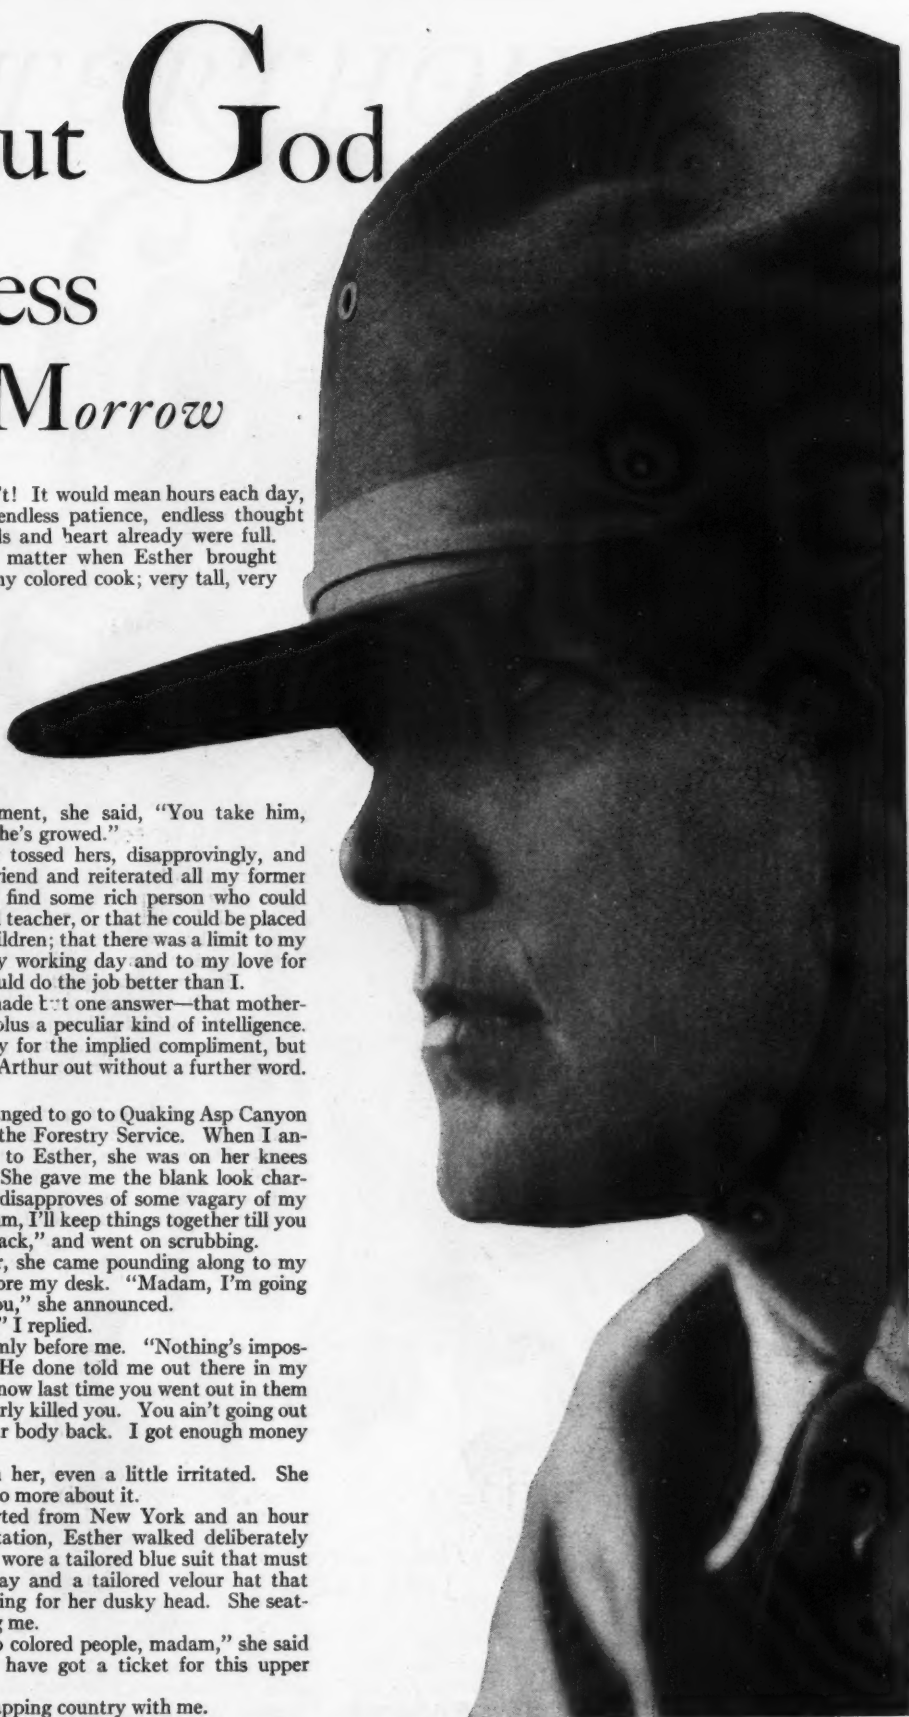 ut God
ess
Morrow
't! It would mean hours each day,
endless patience, endless thought
ls and heart already were full.
matter when Esther brought
ny colored cook; very tall, very
ment, she said, "You take him,
he's growed."
tossed hers, disapprovingly, and
iend and reiterated all my former
find some rich person who could
teacher, or that he could be placed
ildren; that there was a limit to my
y working day and to my love for
uld do the job better than I.
nade but one answer—that mother-
plus a peculiar kind of intelligence.
y for the implied compliment, but
Arthur out without a further word.
nged to go to Quaking Asp Canyon
the Forestry Service. When I an-
to Esther, she was on her knees
She gave me the blank look char-
disapproves of some vagary of my
m, I'll keep things together till you
ack," and went on scrubbing.
r, she came pounding along to my
ore my desk. "Madam, I'm going
ou," she announced.
" I replied.
nly before me. "Nothing's impos-
He done told me out there in my
now last time you went out in them
rly killed you. You ain't going out
r body back. I got enough money
her, even a little irritated. She
o more about it.
ted from New York and an hour
tation, Esther walked deliberately
wore a tailored blue suit that must
ay and a tailored velour hat that
ing for her dusky head. She seat-
g me.
o colored people, madam," she said
have got a ticket for this upper
apping country with me.